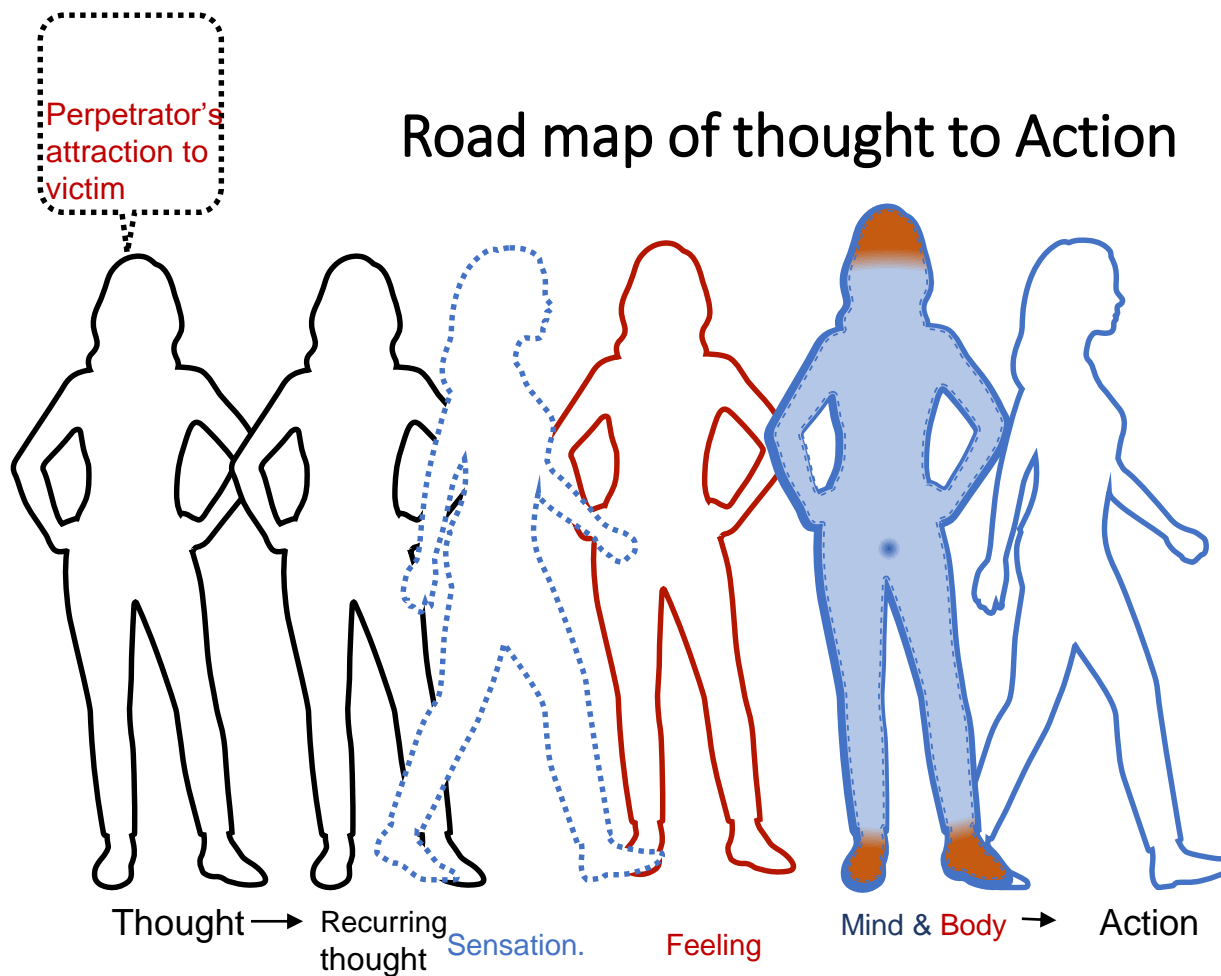 Perpetrator's
attraction to
victim
Road map of thought to Action
Thought
Recurring
thought
Sensation.
Feeling
Mind & Body
Action